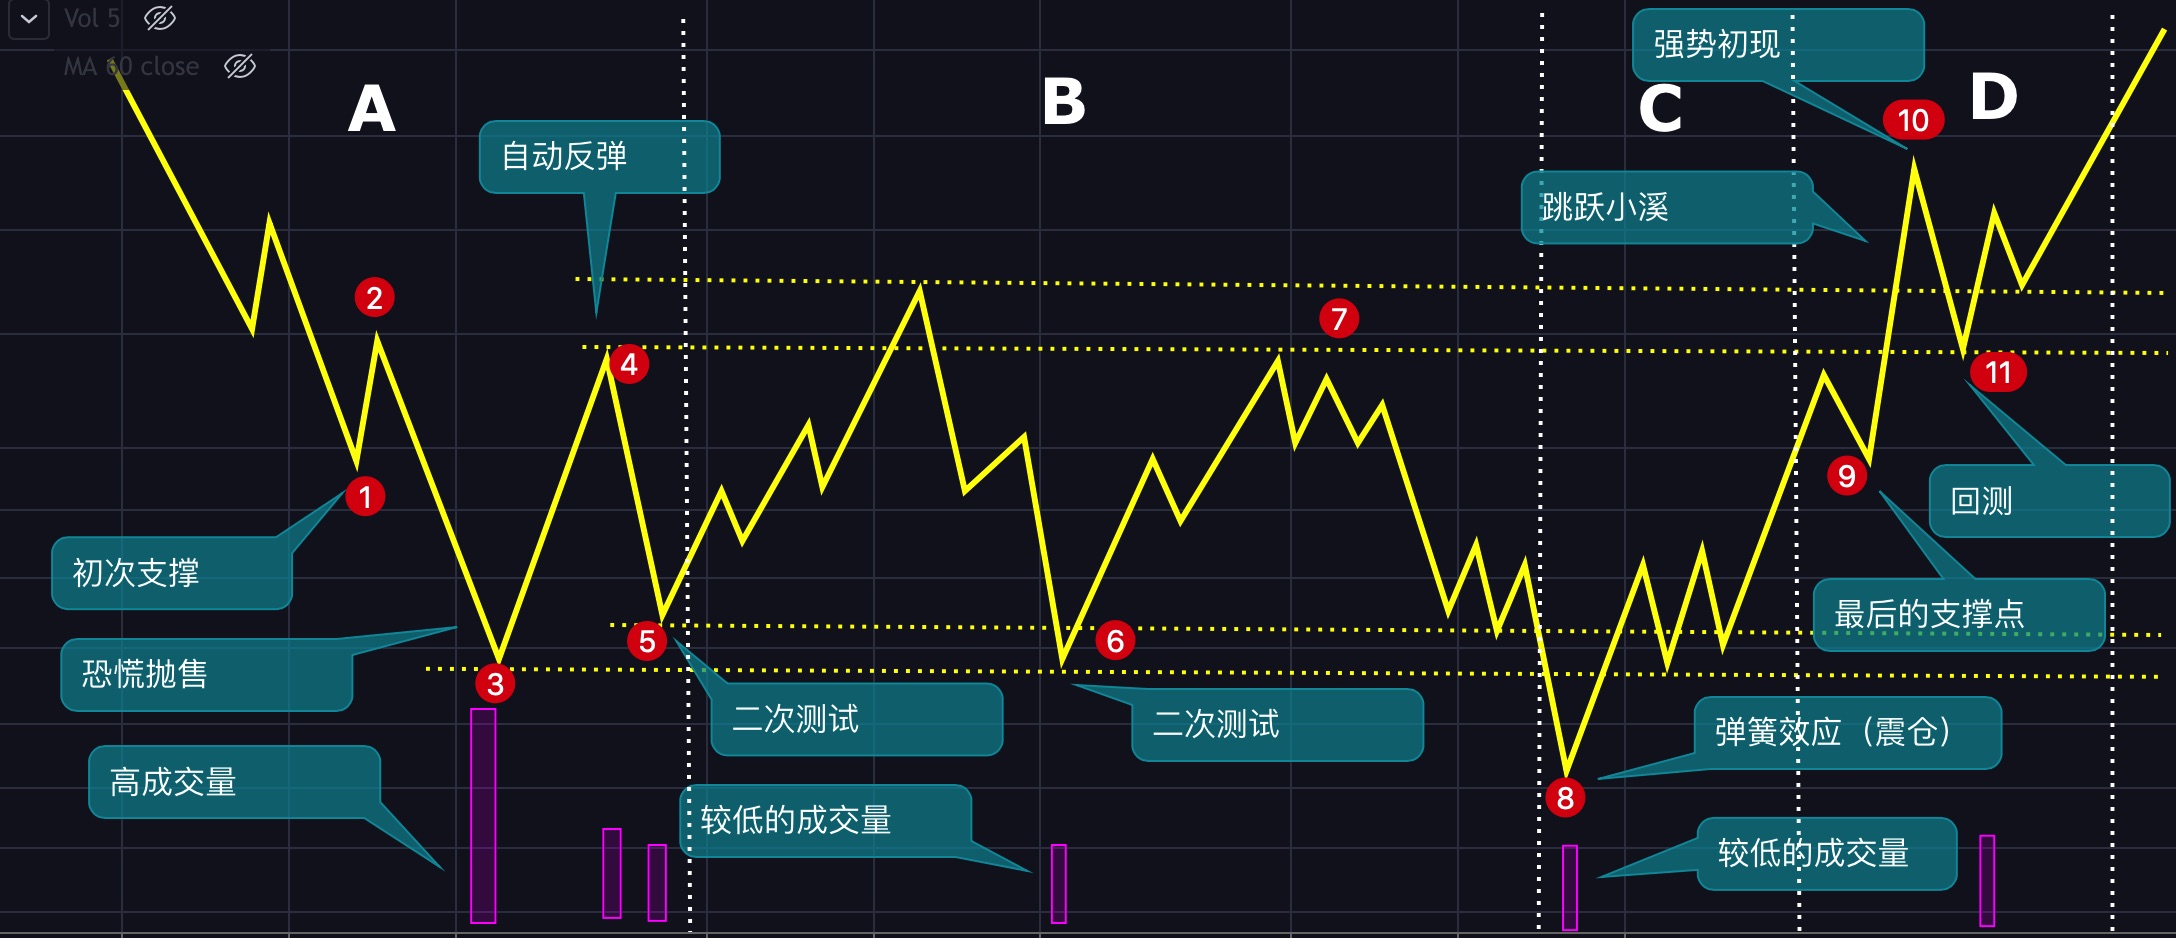 Vol 5
MA 60 close
A
B
C
D
强势初现
10
自动反弹
跳跃小溪
2
7
4
11
1
9
回测
初次支撑
最后的支撑点
5
6
恐慌抛售
3
二次测试
二次测试
弹簧效应（震仓）
高成交量
8
较低的成交量
较低的成交量